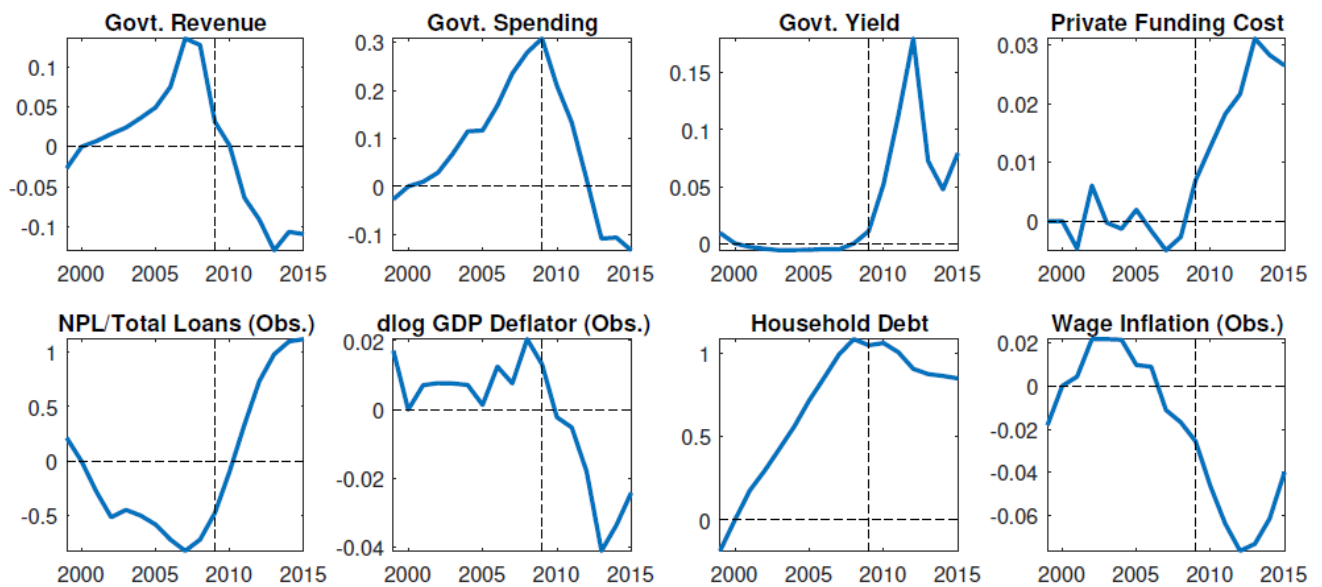 Govt. Revenue
0.1
0.05
0
-0.05
-0.1
2000 2005 2010 2015
Govt. Spending
0.3
0.2
0.1
0
-0.1
2000 2005 2010 2015
Govt. Yield
0.15
0.1
0.05
0
2000 2005 2010 2015
Private Funding Cost
0.03
0.02
0.01
0
2000 2005 2010 2015
NPL/Total Loans (Obs.)
1
0.5
0
-0.5
2000 2005 2010 2015
dlog GDP Deflator (Obs.)
0.02
0
-0.02
-0.04
2000 2005 2010 2015
Household Debt
1
0.5
0
2000 2005 2010 2015
Wage Inflation (Obs.)
0.02
0
-0.02
-0.04
-0.06
2000 2005 2010 2015